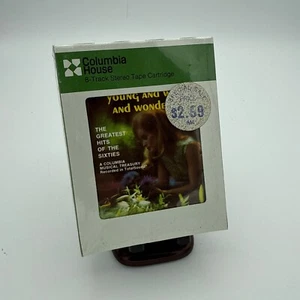 Columbia
House
8-Track Stereo Tape Cartridge
YOUNG AND
AND WONDE
$2.59
THE
GREATEST
HITS
OF THE
SIXTIES
A COLUMBIA
MUSICAL TREASURY